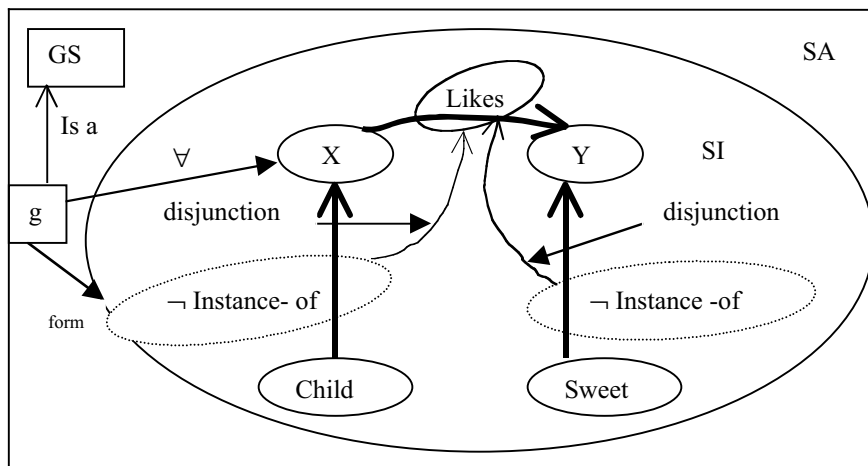 GS
SA
Likes
Is a
∀
X
Y
SI
g
disjunction
disjunction
¬ Instance- of
¬ Instance -of
form
Child
Sweet